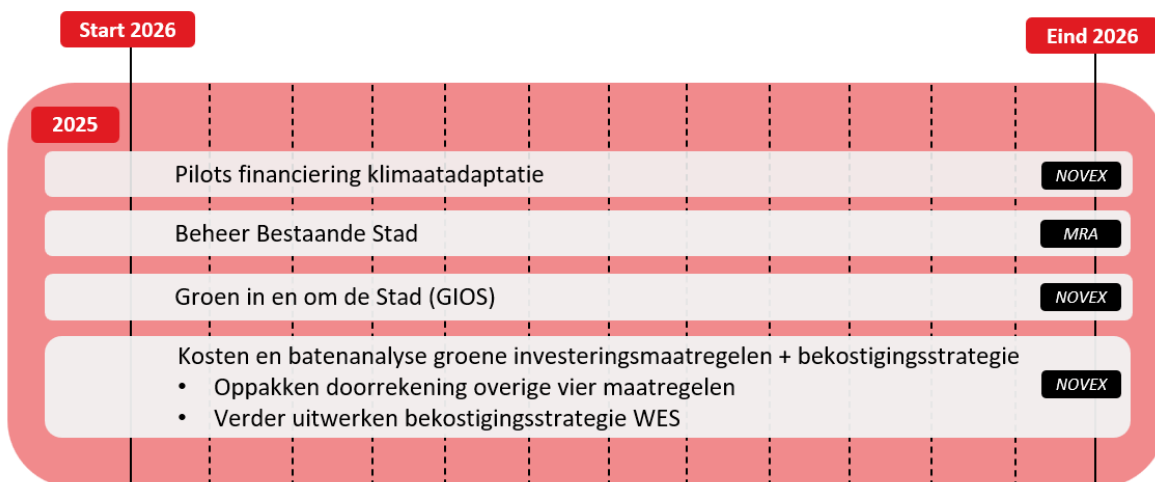 Start 2026
Eind 2026
2025
Pilots financiering klimaatadaptatie
NOVEX
Beheer Bestaande Stad
MRA
Groen in en om de Stad (GIOS)
NOVEX
Kosten en batenanalyse groene investeringsmaatregelen + bekostigingsstrategie
• Oppakken doorrekening overige vier maatregelen
NOVEX
• Verder uitwerken bekostigingsstrategie WES